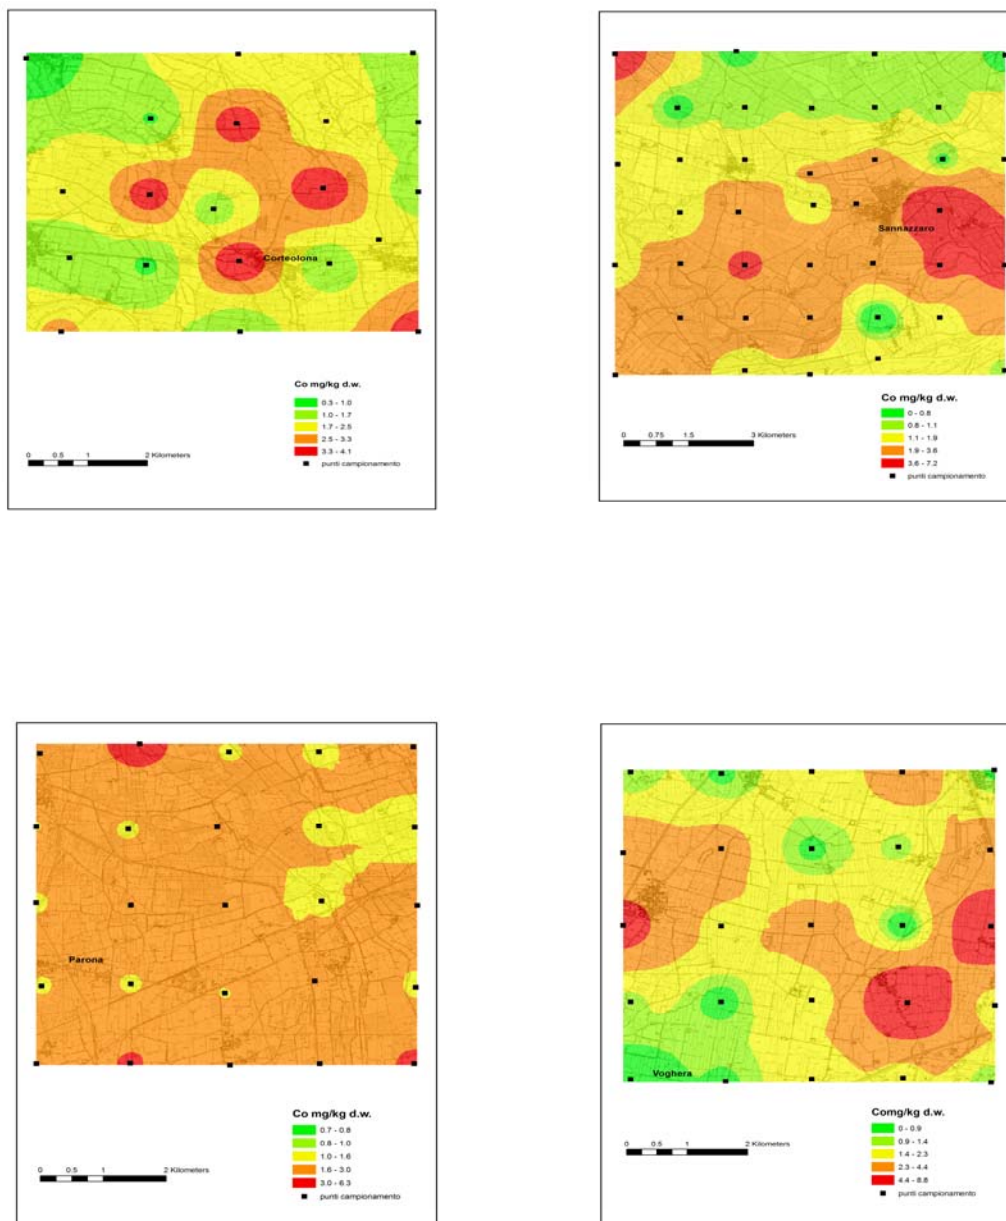 Corteolona
Co mg/kg d.w.
0.3 - 1.0
1.0 - 1.7
1.7 - 2.5
2.5 - 3.3
3.3 - 4.1
punti campionamento
0 0.5 1 2 Kilometers
Sannazzaro
Co mg/kg d.w.
0 - 0.8
0.8 - 1.1
1.1 - 1.9
1.9 - 3.6
3.6 - 7.2
punti campionamento
0 0.75 1.5 3 Kilometers
Parona
Co mg/kg d.w.
0.7 - 0.8
0.8 - 1.0
1.0 - 1.6
1.6 - 3.0
3.0 - 6.3
punti campionamento
0 0.5 1 2 Kilometers
Voghera
Comg/kg d.w.
0 - 0.9
0.9 - 1.4
1.4 - 2.3
2.3 - 4.4
4.4 - 8.8
punti campionamento
0 0.5 1 2 Kilometers